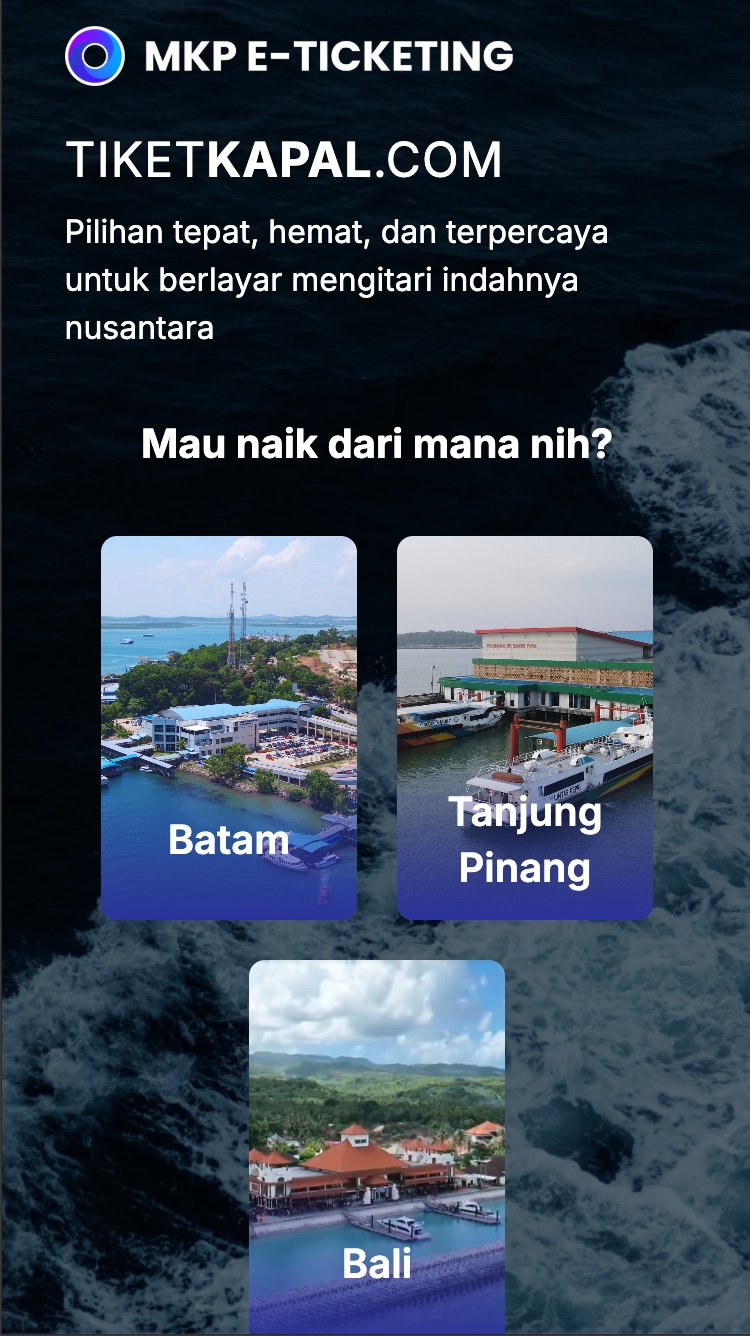 MKP E-TICKETING
TIKETKAPAL.COM
Pilihan tepat, hemat, dan terpercaya
untuk berlayar mengitari indahnya
nusantara
Mau naik dari mana nih?
Batam
Tanjung
Pinang
Bali